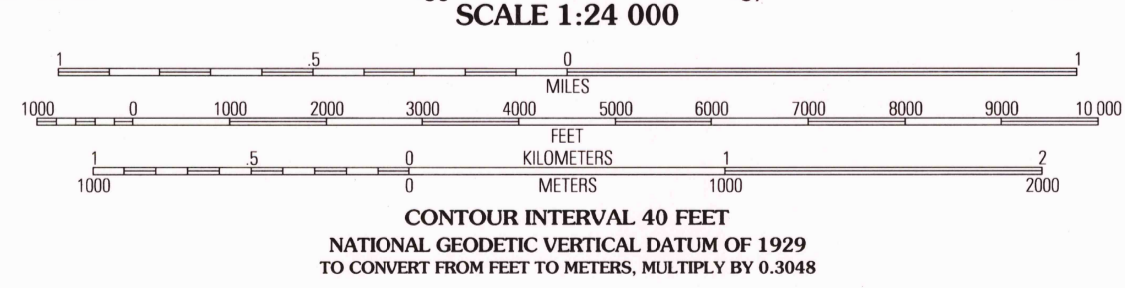 SCALE 1:24 000
1 .5 0 1
MILES
1000 0 1000 2000 3000 4000 5000 6000 7000 8000 9000 10 000
FEET
1 .5 0 KILOMETERS 1 2
1000 0 METERS 1000 2000
CONTOUR INTERVAL 40 FEET
NATIONAL GEODETIC VERTICAL DATUM OF 1929
TO CONVERT FROM FEET TO METERS, MULTIPLY BY 0.3048